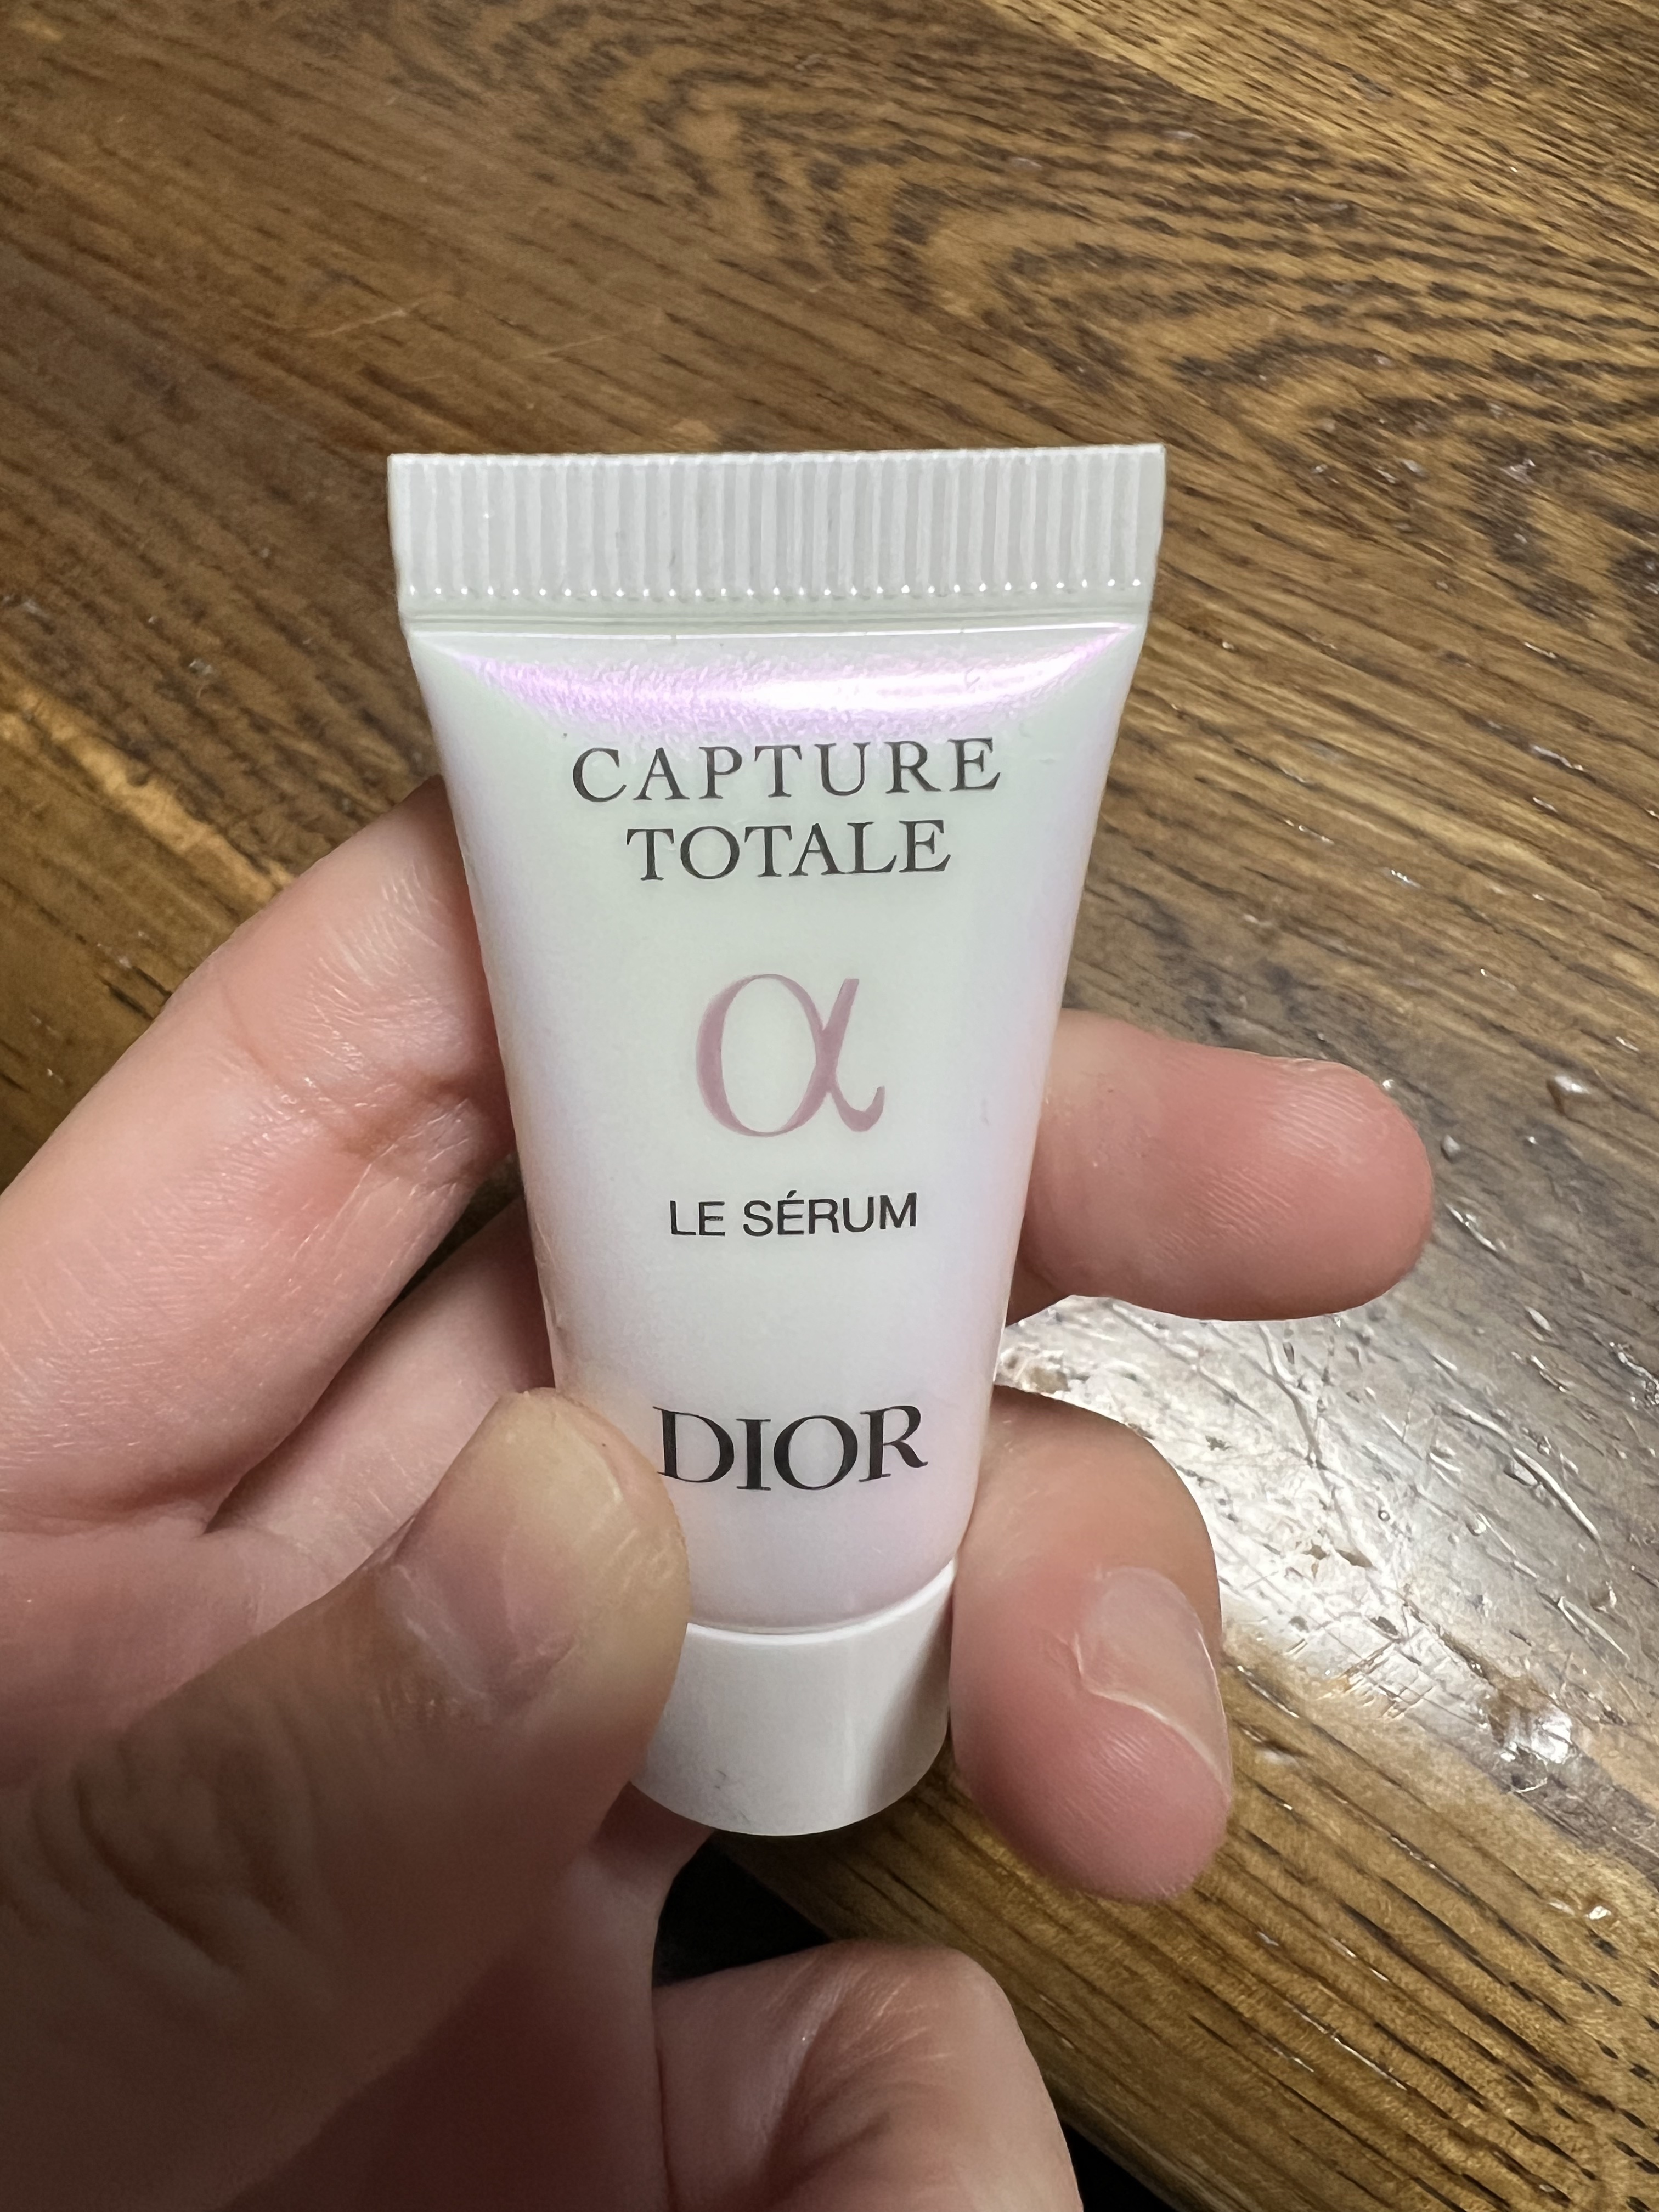 CAPTURE
TOTALE
α
LE SÉRUM
DIOR